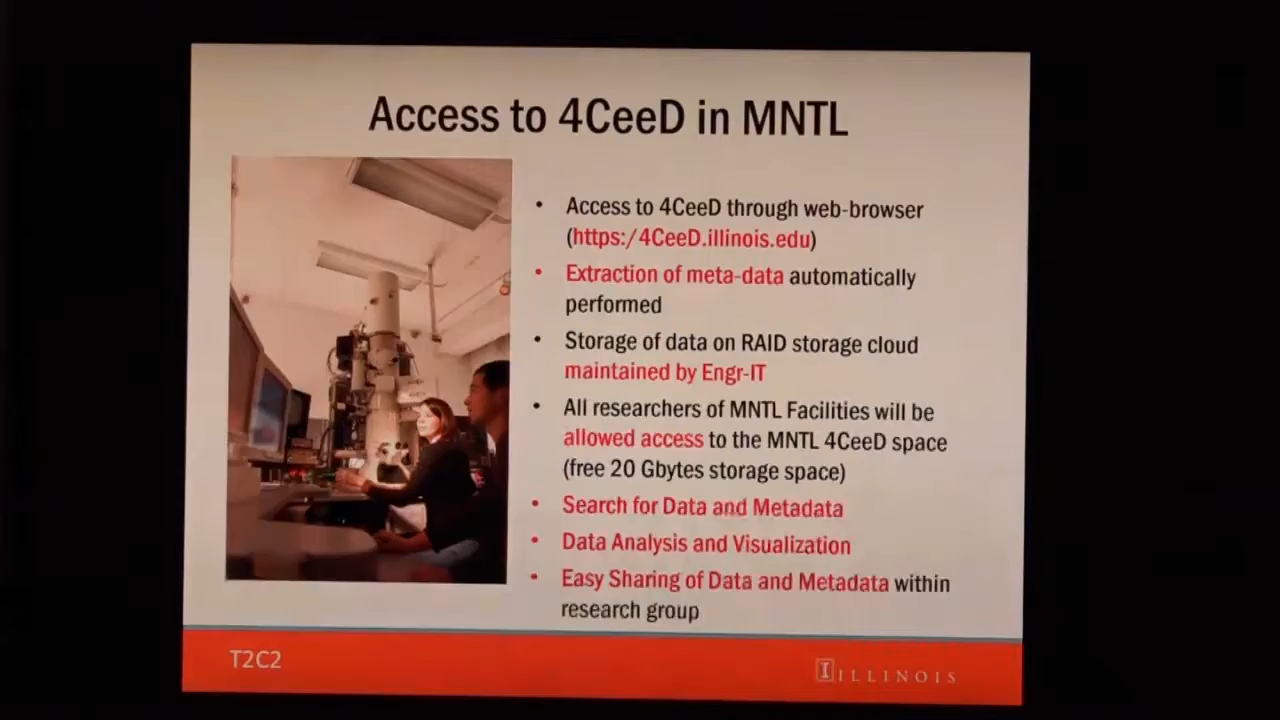 Access to 4CeeD in MNTL
• Access to 4CeeD through web-browser
(https:/4CeeD.illinois.edu)
• Extraction of meta-data automatically
performed
• Storage of data on RAID storage cloud
maintained by Engr-IT
• All researchers of MNTL Facilities will be
allowed access to the MNTL 4CeeD space
(free 20 Gbytes storage space)
• Search for Data and Metadata
• Data Analysis and Visualization
• Easy Sharing of Data and Metadata within
research group
T2C2
I ILLINOIS